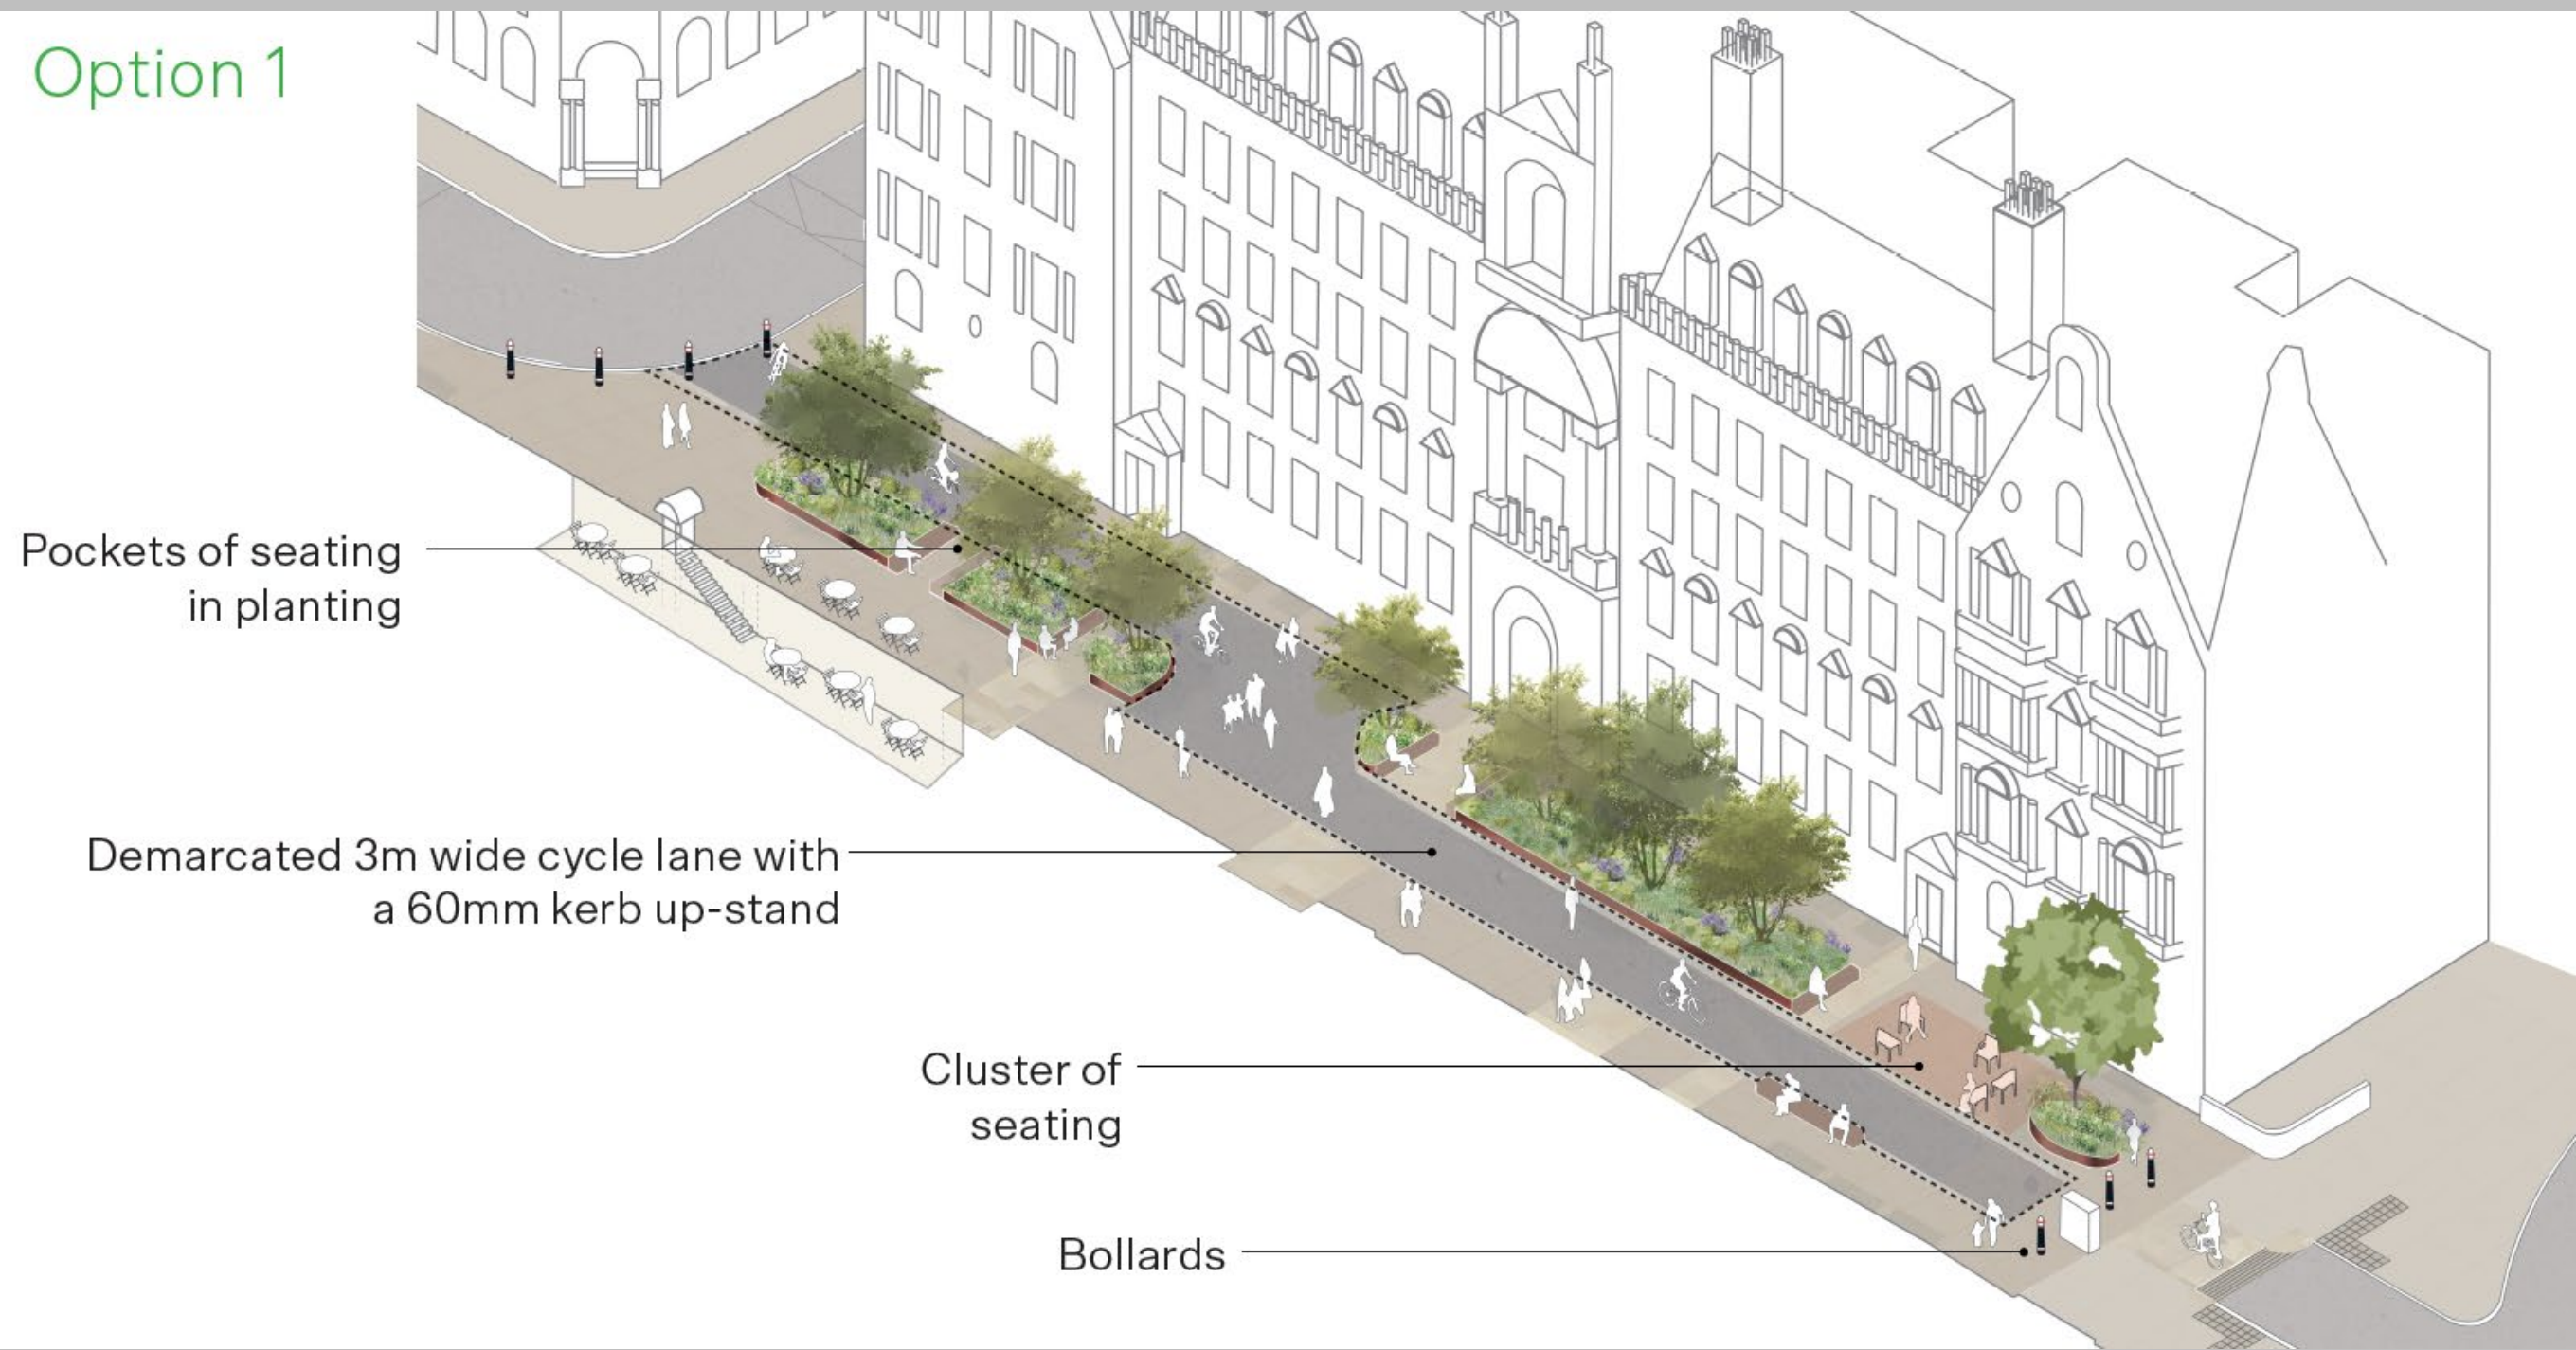 Option 1
Pockets of seating
in planting
Demarcated 3m wide cycle lane with
a 60mm kerb up-stand
Cluster of
seating
Bollards